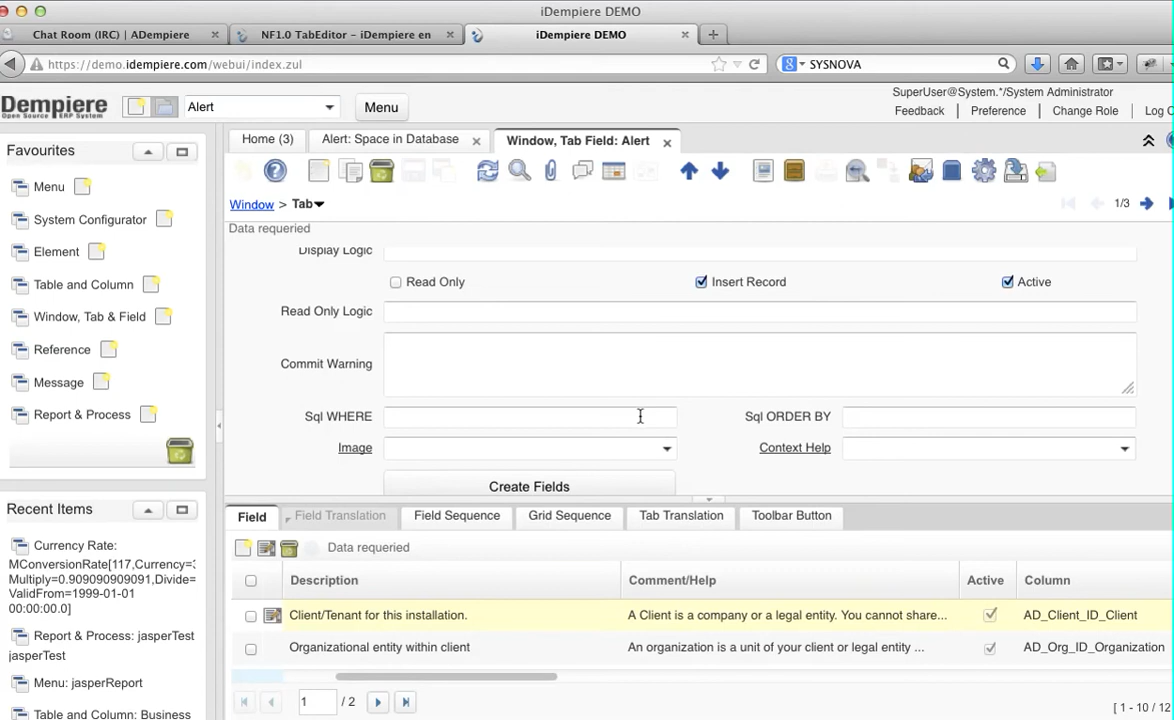 iDempiere DEMO
Chat Room (IRC) | ADempiere
NF1.0 TabEditor - iDempiere en
iDempiere DEMO
https://demo.idempiere.com/webui/index.zul
SYSNOVA
Dempiere
Open Source ERP System
Alert
Menu
SuperUser@System.*/System Administrator
Feedback | Preference | Change Role | Log
Favourites
Menu
System Configurator
Element
Table and Column
Window, Tab & Field
Reference
Message
Report & Process
Recent Items
Currency Rate:
MConversionRate[117,Currency=
Multiply=0.909090909091,Divide=
ValidFrom=1999-01-01
00:00:00.0]
Report & Process: jasperTest
jasperTest
Menu: jasperReport
Table and Column: Business
Home (3)
Alert: Space in Database
Window, Tab Field: Alert
Window > Tab
1/3
Data requeried
Display Logic
Read Only
Insert Record
Active
Read Only Logic
Commit Warning
Sql WHERE
Sql ORDER BY
Image
Context Help
Create Fields
Field
Field Translation
Field Sequence
Grid Sequence
Tab Translation
Toolbar Button
Data requeried
Description
Comment/Help
Active
Column
Client/Tenant for this installation.
A Client is a company or a legal entity. You cannot share...
AD_Client_ID_Client
Organizational entity within client
An organization is a unit of your client or legal entity ...
AD_Org_ID_Organization
1 / 2
[ 1 - 10 / 12